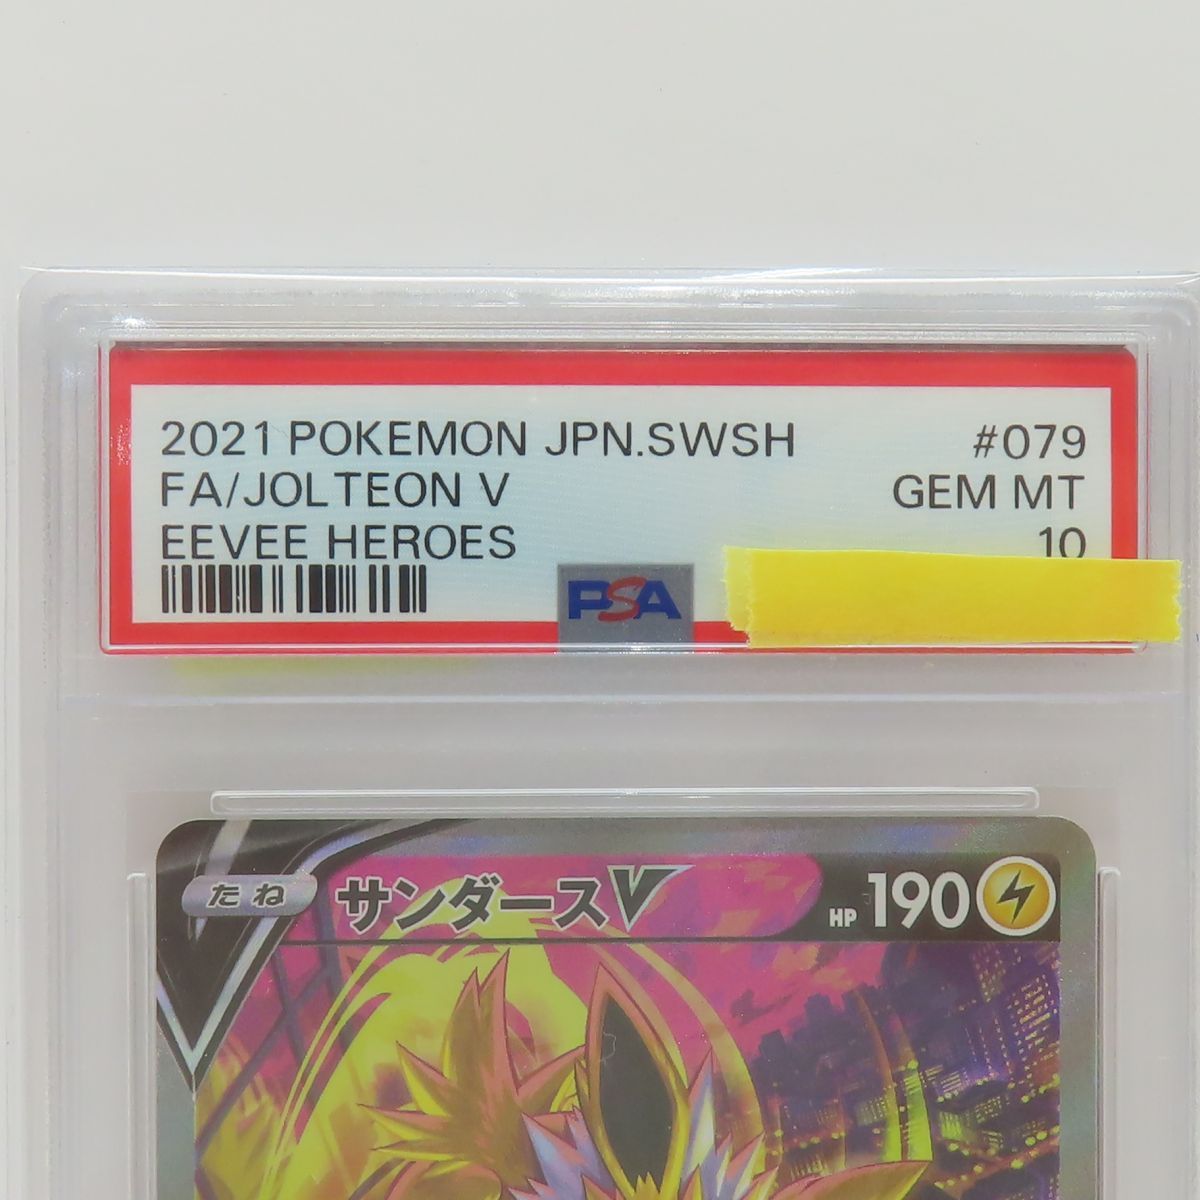 2021 POKEMON JPN.SWSH #079
FA/JOLTEON V GEM MT
EEVEE HEROES 10
PSA
たね サンダースV HP 190